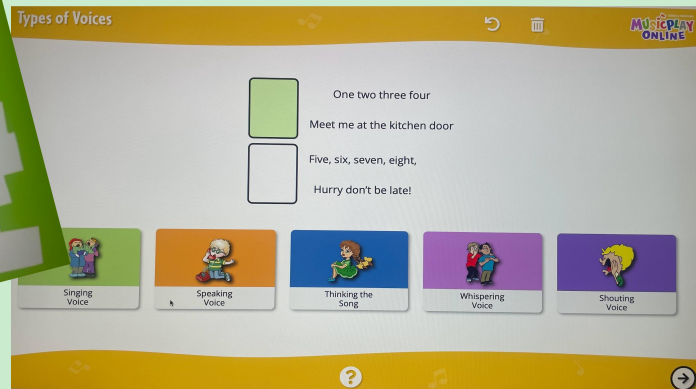 Types of Voices
MUSICPLAY
ONLINE
One two three four
Meet me at the kitchen door
Five, six, seven, eight,
Hurry don't be late!
Singing
Voice
Speaking
Voice
Thinking the
Song
Whispering
Voice
Shouting
Voice
?